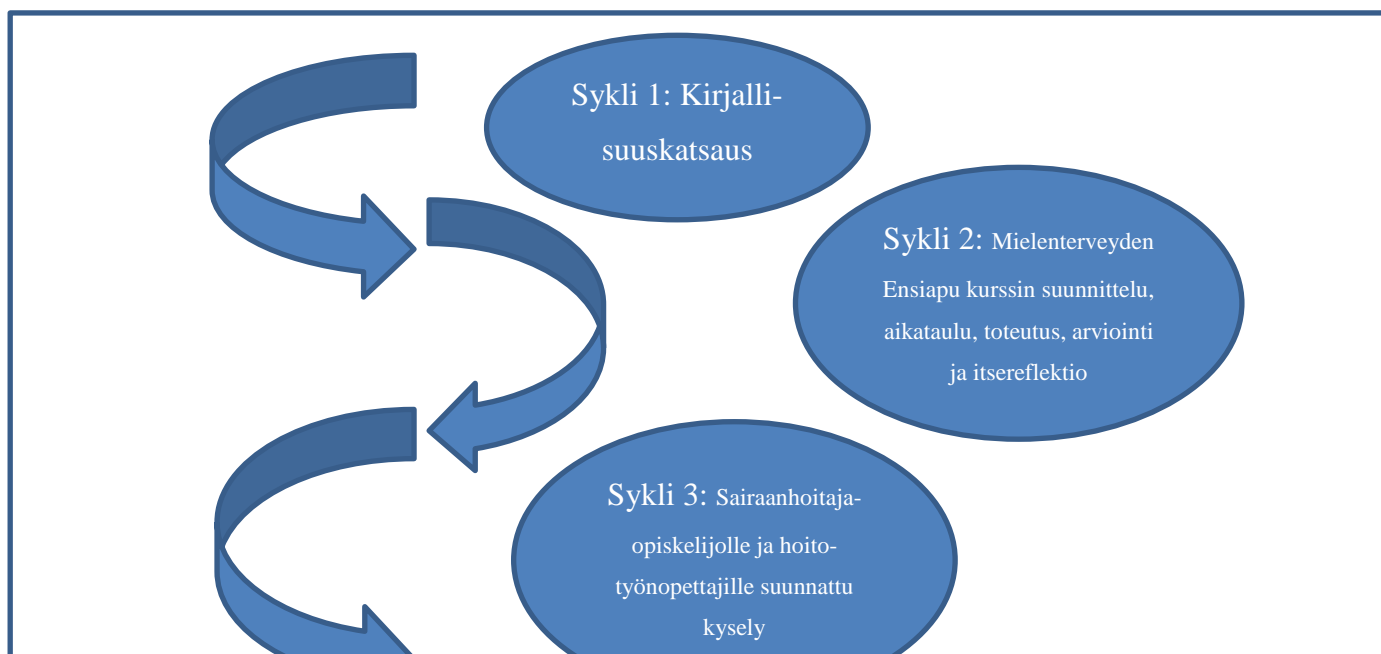 Sykli 1: Kirjalli-
suuskatsaus
Sykli 2: Mielenterveyden
Ensiapu kurssin suunnittelu,
aikataulu, toteutus, arviointi
ja itsereflektio
Sykli 3: Sairaanhoitaja-
opiskelijolle ja hoito-
työnopettajille suunnattu
kysely